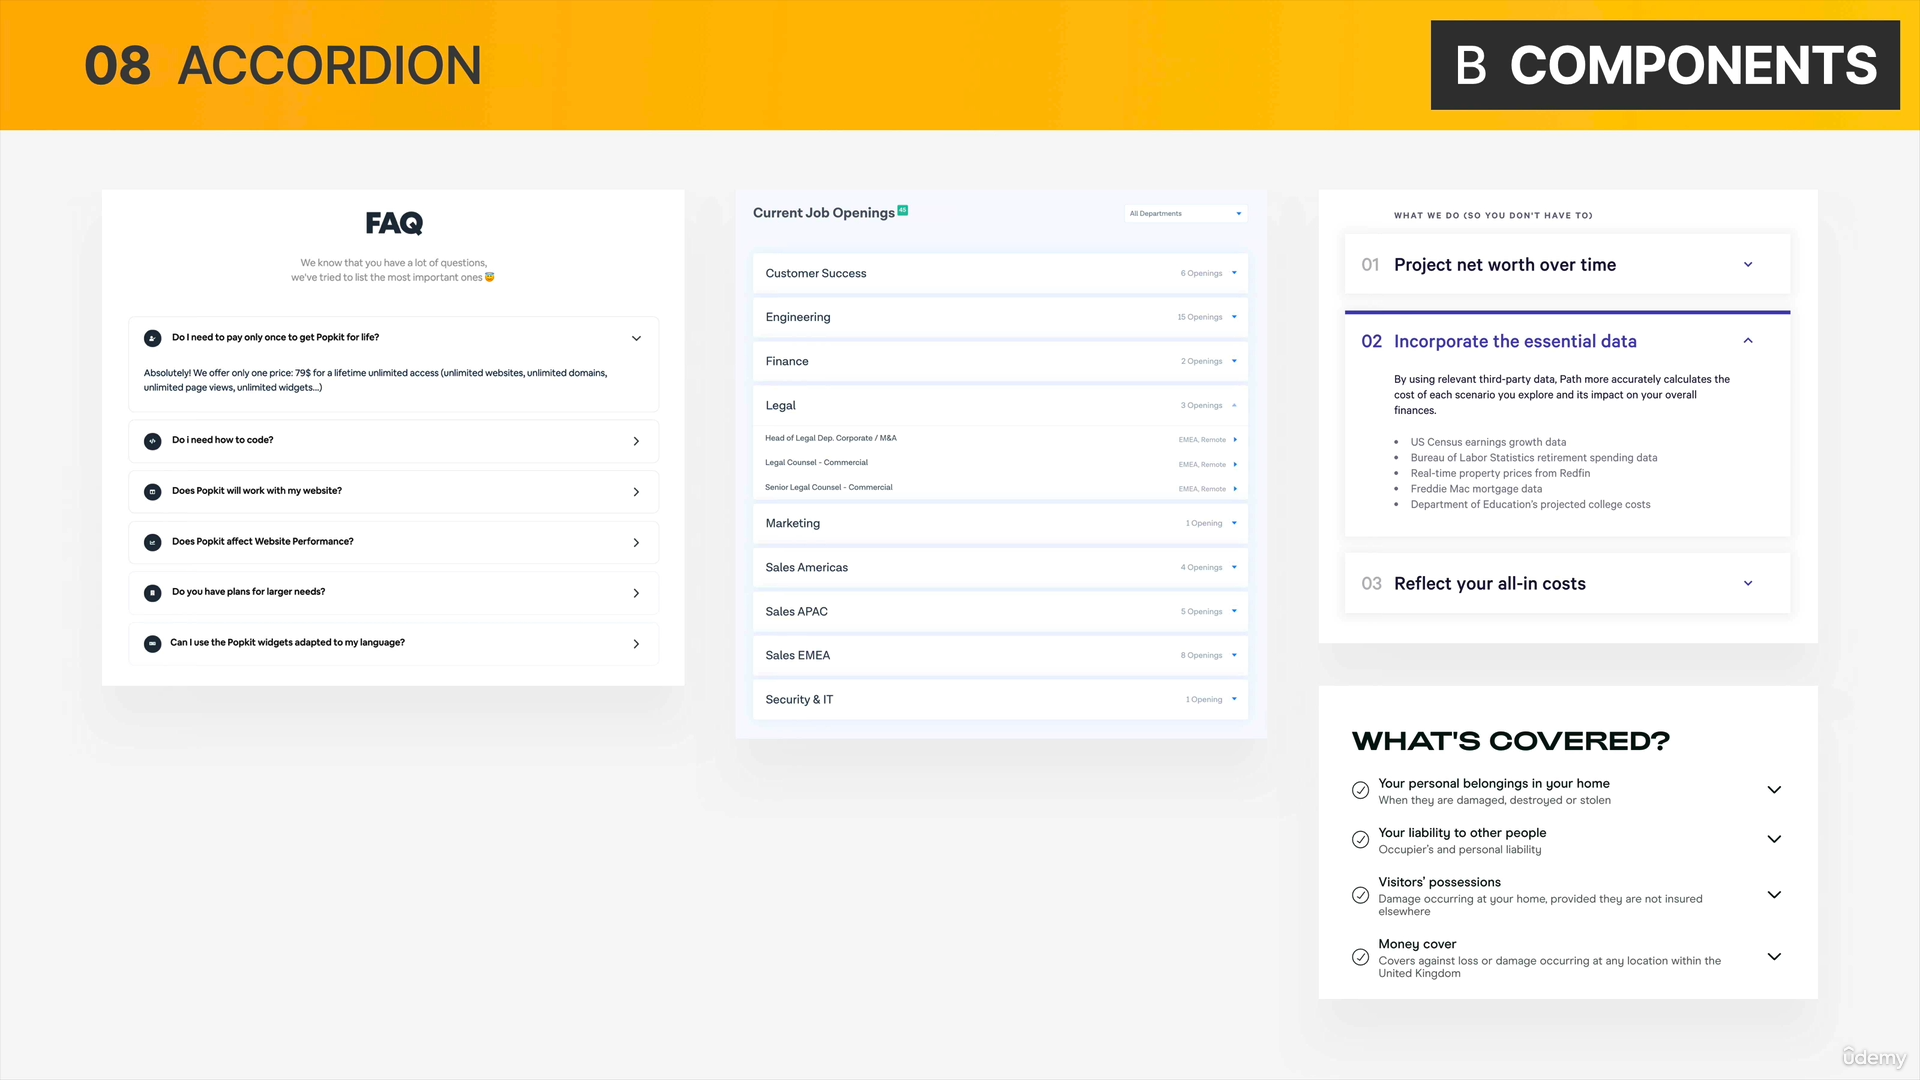 08 ACCORDION
B COMPONENTS
FAQ
We know that you have a lot of questions,
we've tried to list the most important ones 😇
Do I need to pay only once to get Popkit for life?
Absolutely! We offer only one price: 79$ for a lifetime unlimited access (unlimited websites, unlimited domains,
unlimited page views, unlimited widgets...)
Do i need how to code?
Does Popkit will work with my website?
Does Popkit affect Website Performance?
Do you have plans for larger needs?
Can I use the Popkit widgets adapted to my language?
Current Job Openings 45
All Departments
Customer Success 6 Openings
Engineering 15 Openings
Finance 2 Openings
Legal 3 Openings
Head of Legal Dep. Corporate / M&A EMEA, Remote
Legal Counsel - Commercial EMEA, Remote
Senior Legal Counsel - Commercial EMEA, Remote
Marketing 1 Opening
Sales Americas 4 Openings
Sales APAC 5 Openings
Sales EMEA 8 Openings
Security & IT 1 Opening
WHAT WE DO (SO YOU DON'T HAVE TO)
01 Project net worth over time
02 Incorporate the essential data
By using relevant third-party data, Path more accurately calculates the
cost of each scenario you explore and its impact on your overall
finances.
• US Census earnings growth data
• Bureau of Labor Statistics retirement spending data
• Real-time property prices from Redfin
• Freddie Mac mortgage data
• Department of Education's projected college costs
03 Reflect your all-in costs
WHAT'S COVERED?
Your personal belongings in your home
When they are damaged, destroyed or stolen
Your liability to other people
Occupier's and personal liability
Visitors' possessions
Damage occurring at your home, provided they are not insured
elsewhere
Money cover
Covers against loss or damage occurring at any location within the
United Kingdom
udemy